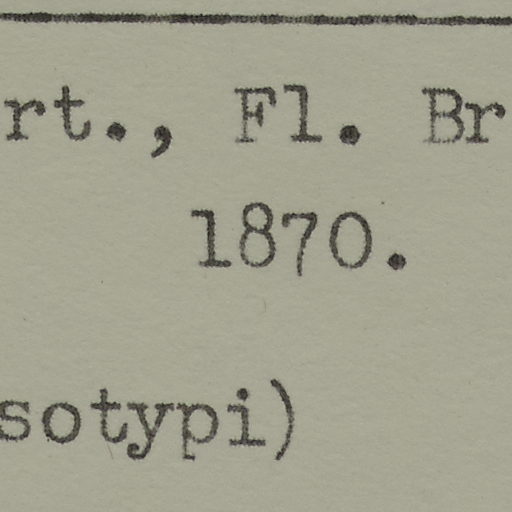 rt., Fl. Br
1870.
sotypi)